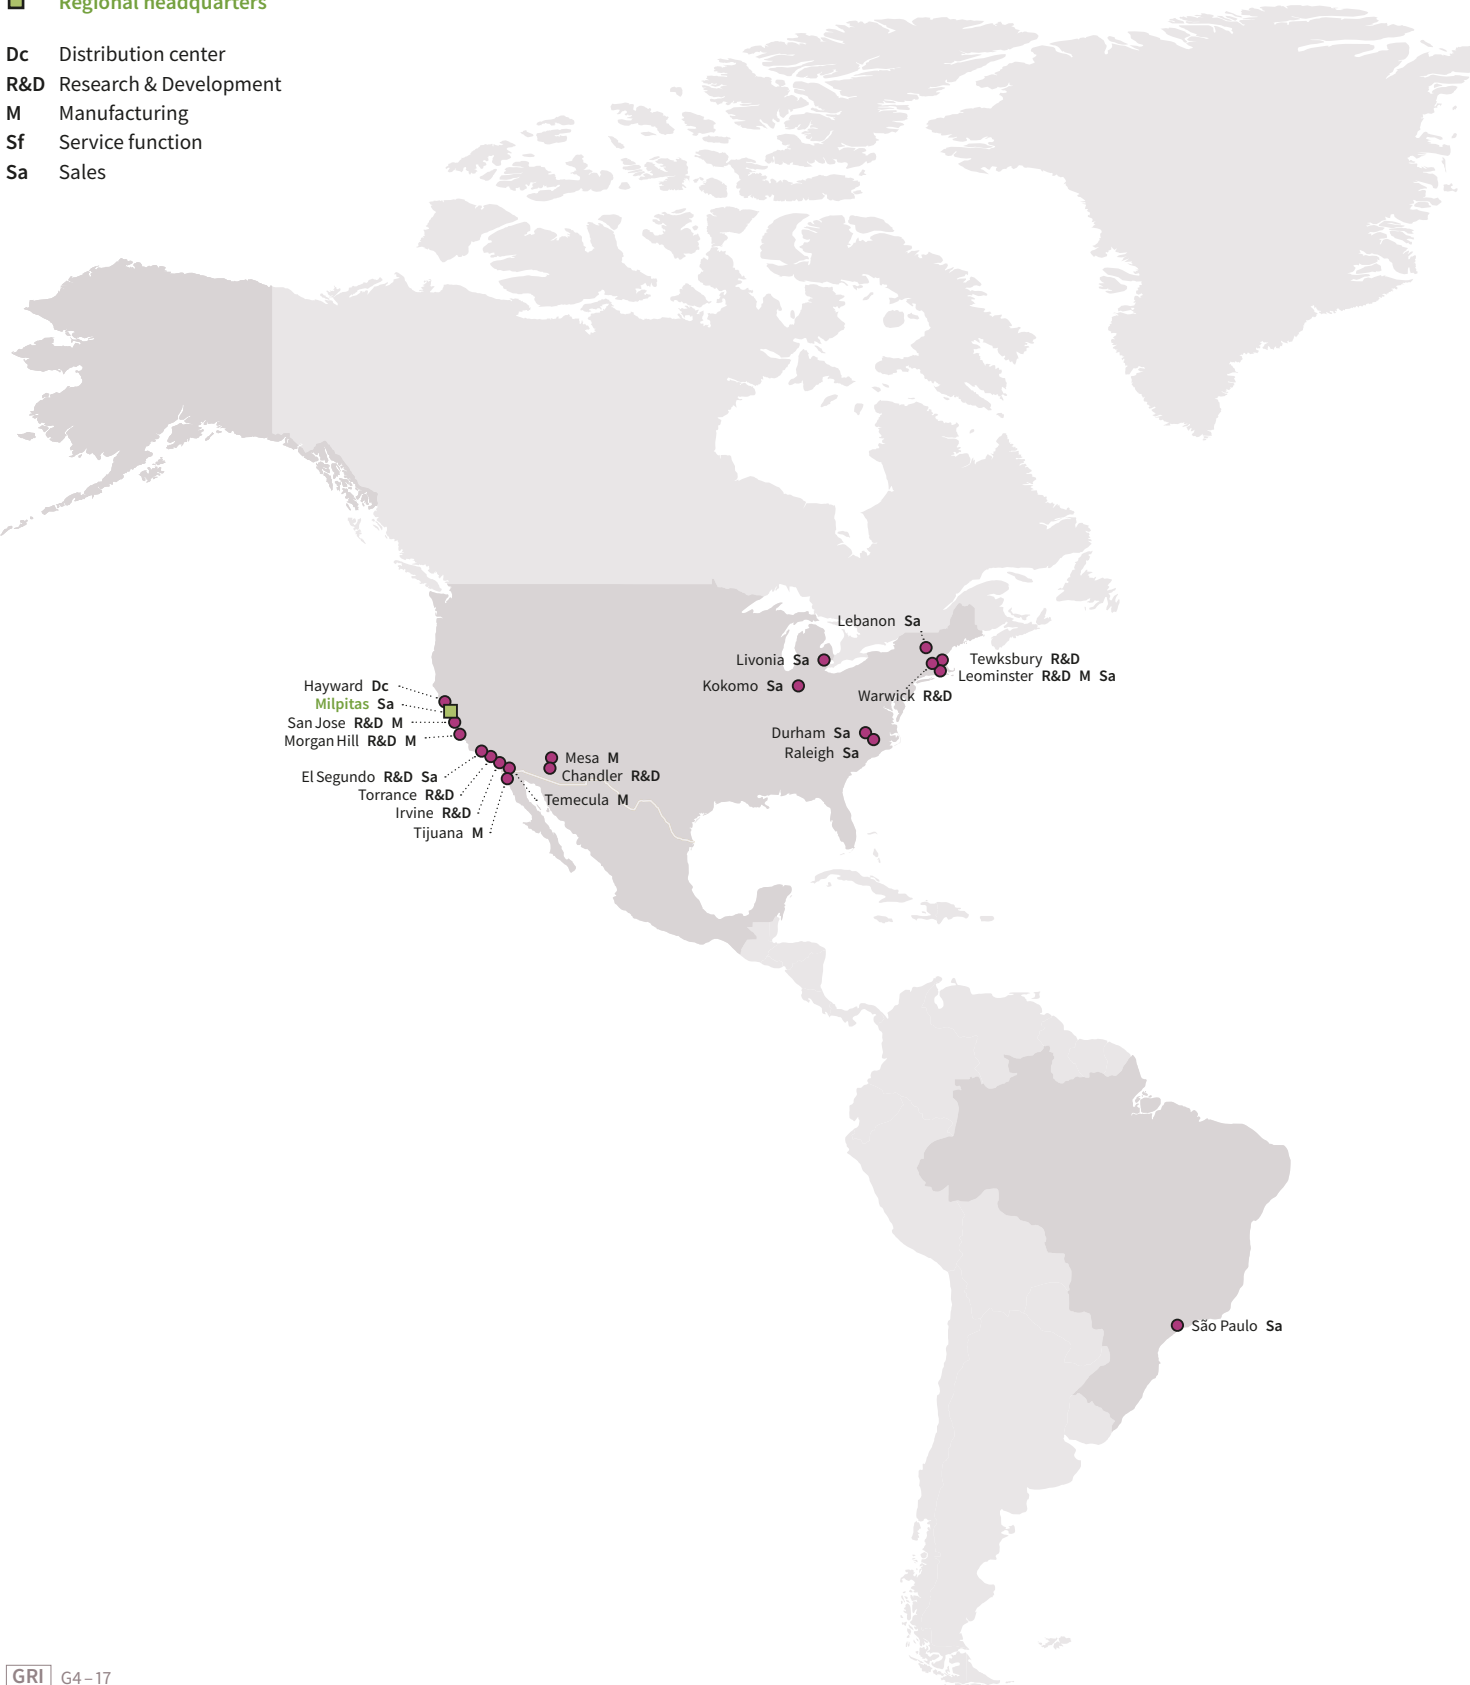 Regional headquarters
Dc Distribution center
R&D Research & Development
M Manufacturing
Sf Service function
Sa Sales
Lebanon Sa
Livonia Sa
Tewksbury R&D
Leominster R&D M Sa
Kokomo Sa
Warwick R&D
Hayward Dc
Milpitas Sa
San Jose R&D M
Morgan Hill R&D M
Durham Sa
Raleigh Sa
Mesa M
El Segundo R&D Sa
Chandler R&D
Torrance R&D
Temecula M
Irvine R&D
Tijuana M
São Paulo Sa
GRI G4–17